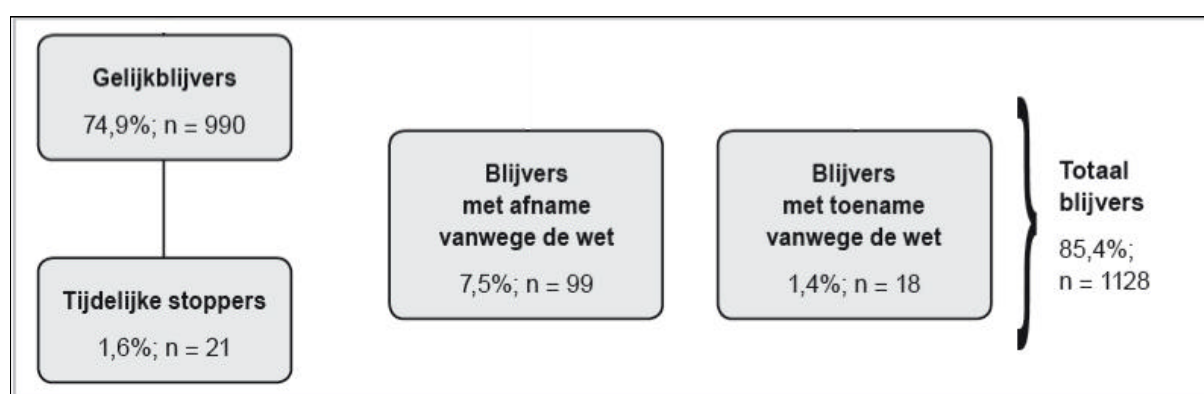 Gelijkblijvers
74,9%; n = 990
Tijdelijke stoppers
1,6%; n = 21
Blijvers
met afname
vanwege de wet
7,5%; n = 99
Blijvers
met toename
vanwege de wet
1,4%; n = 18
Totaal
blijvers
85,4%;
n = 1128